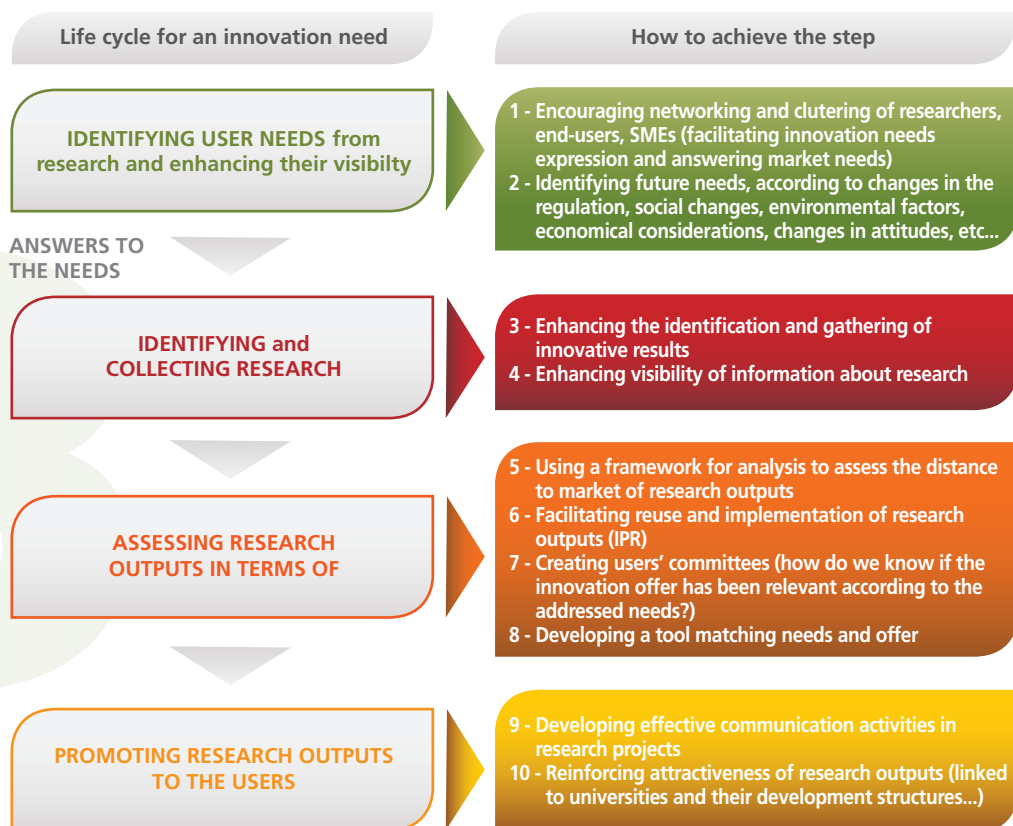 Life cycle for an innovation need
How to achieve the step
IDENTIFYING USER NEEDS from
research and enhancing their visibilty
1 - Encouraging networking and clutering of researchers,
end-users, SMEs (facilitating innovation needs
expression and answering market needs)
2 - Identifying future needs, according to changes in the
regulation, social changes, environmental factors,
economical considerations, changes in attitudes, etc...
ANSWERS TO
THE NEEDS
IDENTIFYING and
COLLECTING RESEARCH
3 - Enhancing the identification and gathering of
innovative results
4 - Enhancing visibility of information about research
ASSESSING RESEARCH
OUTPUTS IN TERMS OF
5 - Using a framework for analysis to assess the distance
to market of research outputs
6 - Facilitating reuse and implementation of research
outputs (IPR)
7 - Creating users’ committees (how do we know if the
innovation offer has been relevant according to the
addressed needs?)
8 - Developing a tool matching needs and offer
PROMOTING RESEARCH OUTPUTS
TO THE USERS
9 - Developing effective communication activities in
research projects
10 - Reinforcing attractiveness of research outputs (linked
to universities and their development structures...)